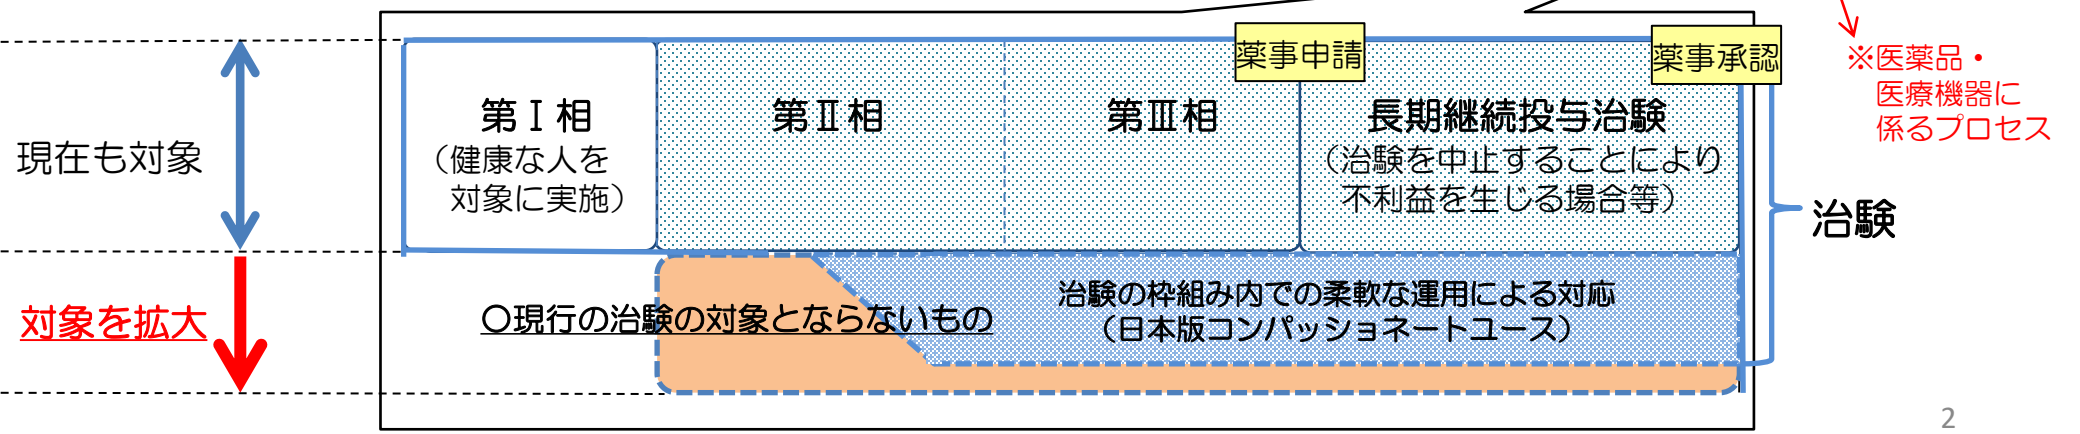 薬事申請
薬事承認
※医薬品・
医療機器に
係るプロセス
現在も対象
第Ⅰ相
（健康な人を
対象に実施）
第Ⅱ相
第Ⅲ相
長期継続投与治験
（治験を中止することにより
不利益を生じる場合等）
治験
対象を拡大
〇現行の治験の対象とならないもの
治験の枠組み内での柔軟な運用による対応
（日本版コンパッショネートユース）
2